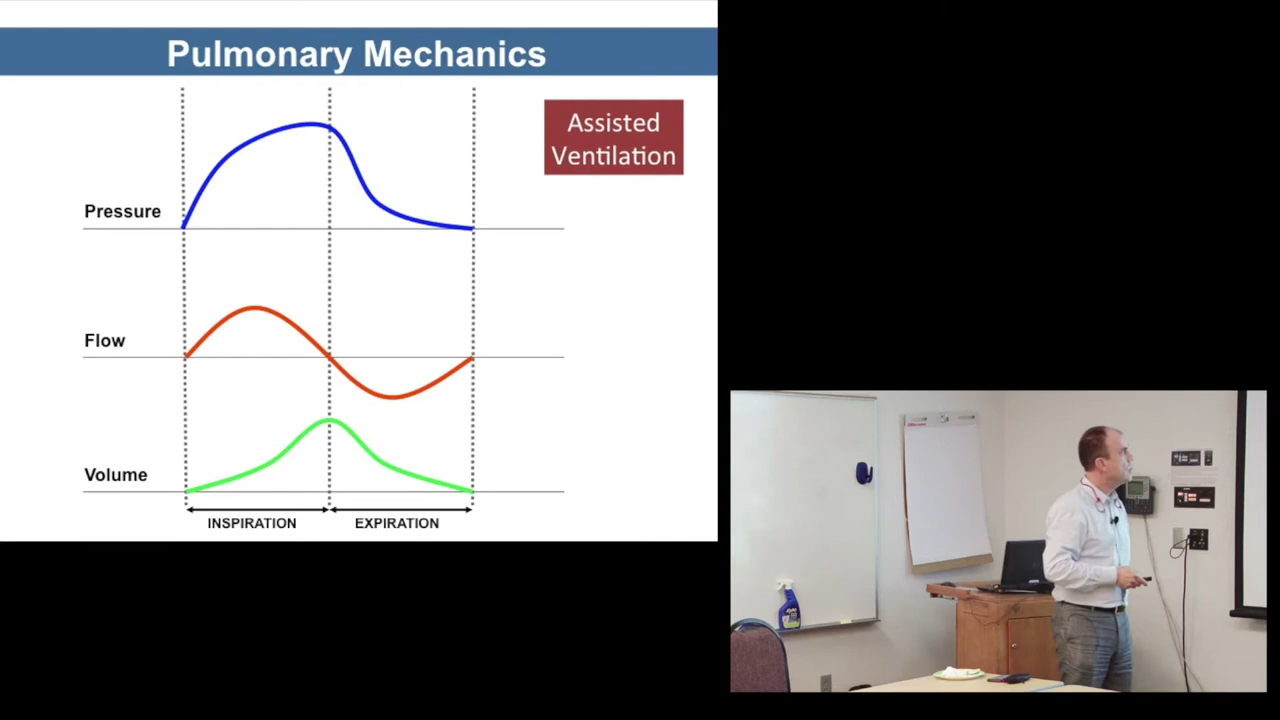 Pulmonary Mechanics
Assisted
Ventilation
Pressure
Flow
Volume
INSPIRATION
EXPIRATION